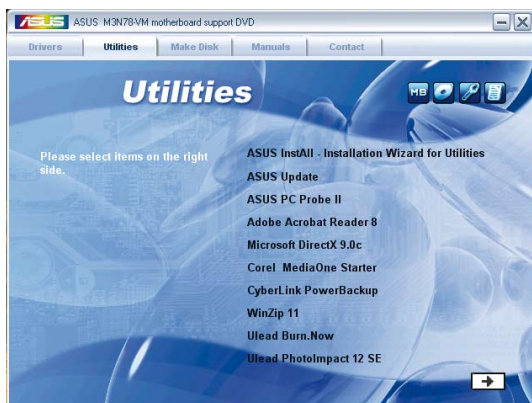 ASUS M3N78-VM motherboard support DVD
Drivers Utilities Make Disk Manuals Contact
Utilities
MB
Please select items on the right
side.
ASUS InstAll - Installation Wizard for Utilities
ASUS Update
ASUS PC Probe II
Adobe Acrobat Reader 8
Microsoft DirectX 9.0c
Corel MediaOne Starter
CyberLink PowerBackup
WinZip 11
Ulead Burn.Now
Ulead PhotoImpact 12 SE